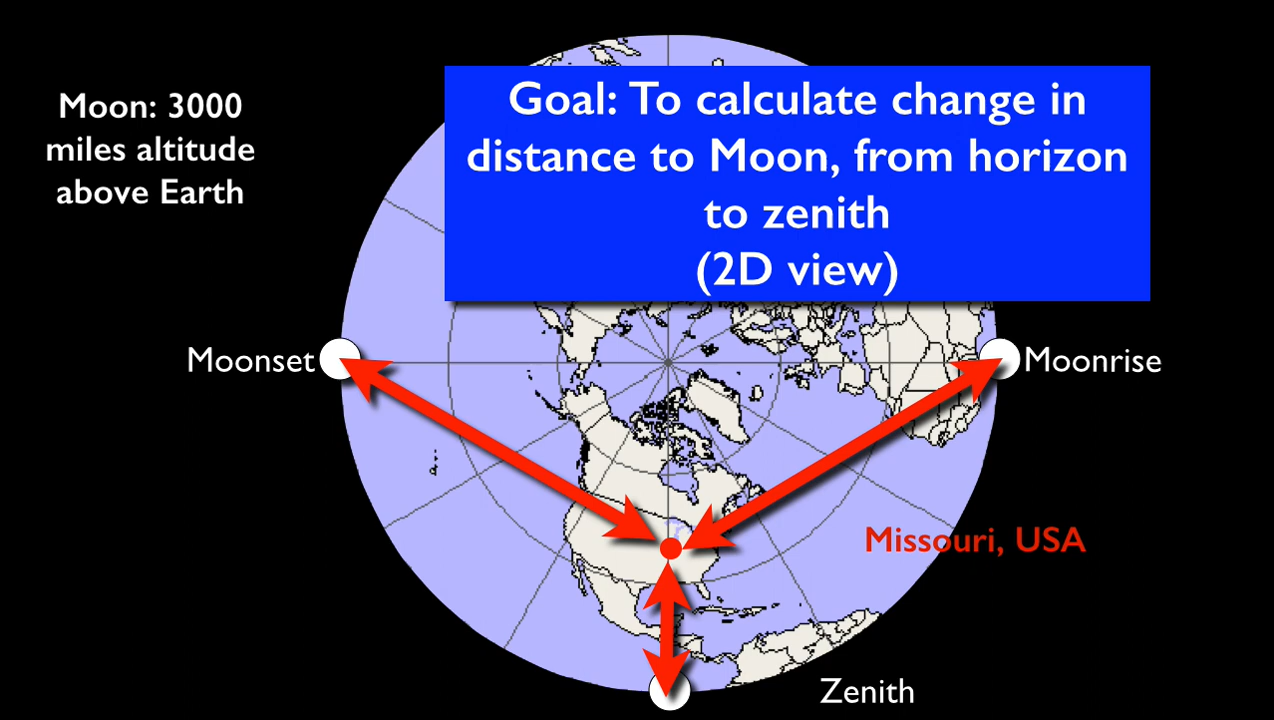 Moon: 3000
miles altitude
above Earth
Goal: To calculate change in
distance to Moon, from horizon
to zenith
(2D view)
Moonset
Moonrise
Missouri, USA
Zenith